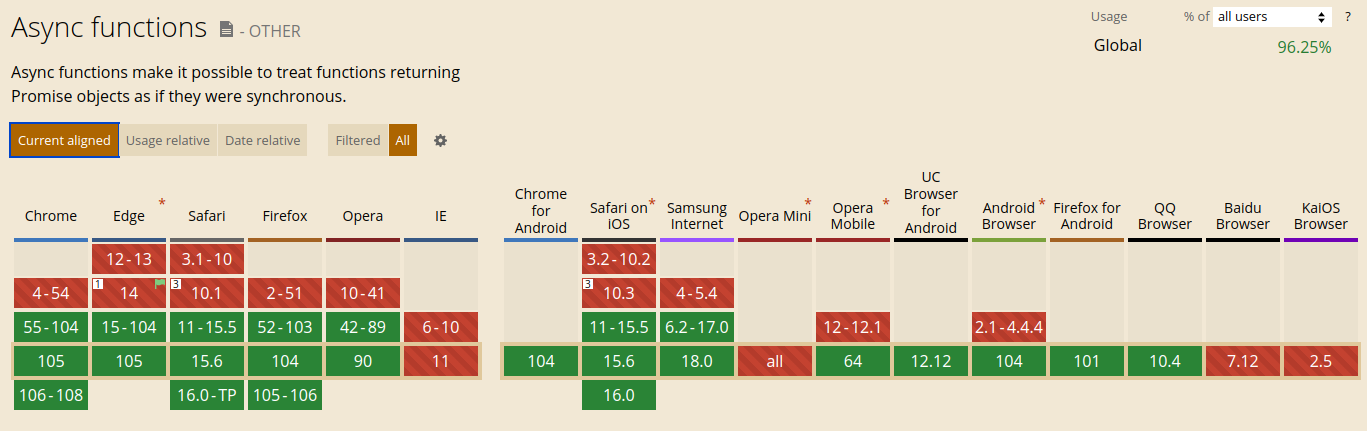 Async functions - OTHER
Usage % of all users ?
Global 96.25%
Async functions make it possible to treat functions returning
Promise objects as if they were synchronous.
Current aligned Usage relative Date relative Filtered All
Chrome Edge * Safari Firefox Opera IE
Chrome for Android Safari on iOS * Samsung Internet Opera Mini * Opera Mobile * UC Browser for Android Android Browser * Firefox for Android QQ Browser Baidu Browser KaiOS Browser
12-13 3.1-10 3.2-10.2
4-54 1 14 3 10.1 2-51 10-41 3 10.3 4-5.4
55-104 15-104 11-15.5 52-103 42-89 6-10 11-15.5 6.2-17.0 12-12.1 2.1-4.4.4
105 105 15.6 104 90 11 104 15.6 18.0 all 64 12.12 104 101 10.4 7.12 2.5
106-108 16.0-TP 105-106 16.0